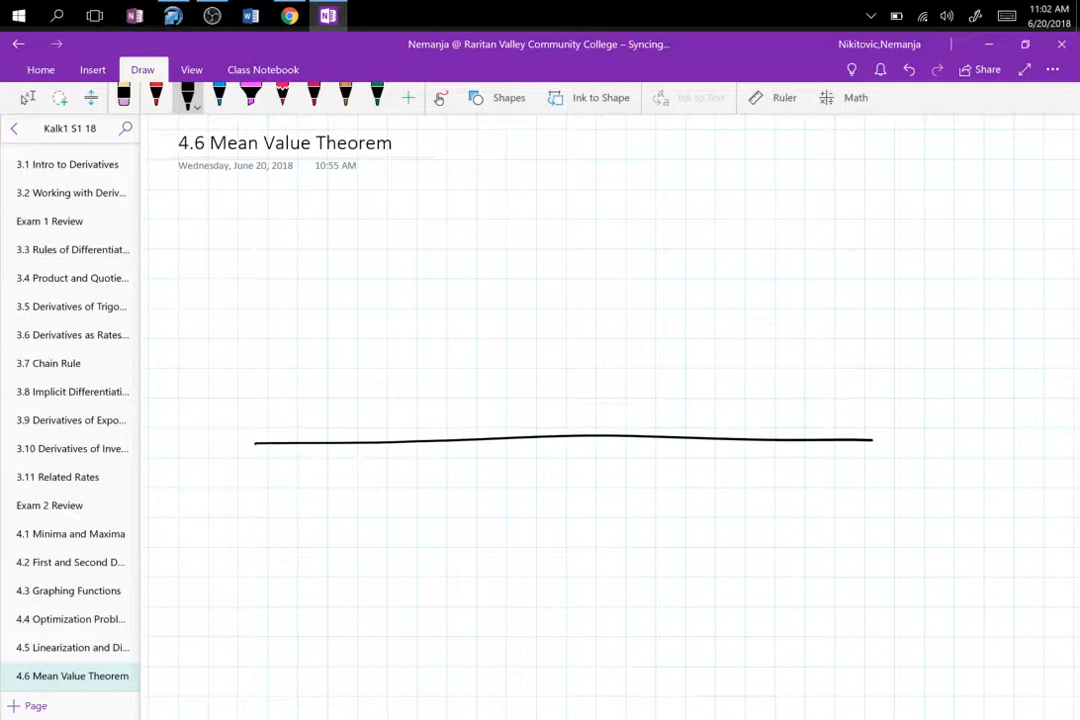 11:02 AM
6/20/2018
Nemanja @ Raritan Valley Community College – Syncing...
Nikitovic,Nemanja
Home
Insert
Draw
View
Class Notebook
Share
Shapes
Ink to Shape
Ink to Text
Ruler
Math
Kalk1 S1 18
4.6 Mean Value Theorem
Wednesday, June 20, 2018 10:55 AM
3.1 Intro to Derivatives
3.2 Working with Deriv...
Exam 1 Review
3.3 Rules of Differentiat...
3.4 Product and Quotie...
3.5 Derivatives of Trigo...
3.6 Derivatives as Rates...
3.7 Chain Rule
3.8 Implicit Differentiati...
3.9 Derivatives of Expo...
3.10 Derivatives of Inve...
3.11 Related Rates
Exam 2 Review
4.1 Minima and Maxima
4.2 First and Second D...
4.3 Graphing Functions
4.4 Optimization Probl...
4.5 Linearization and Di...
4.6 Mean Value Theorem
Page